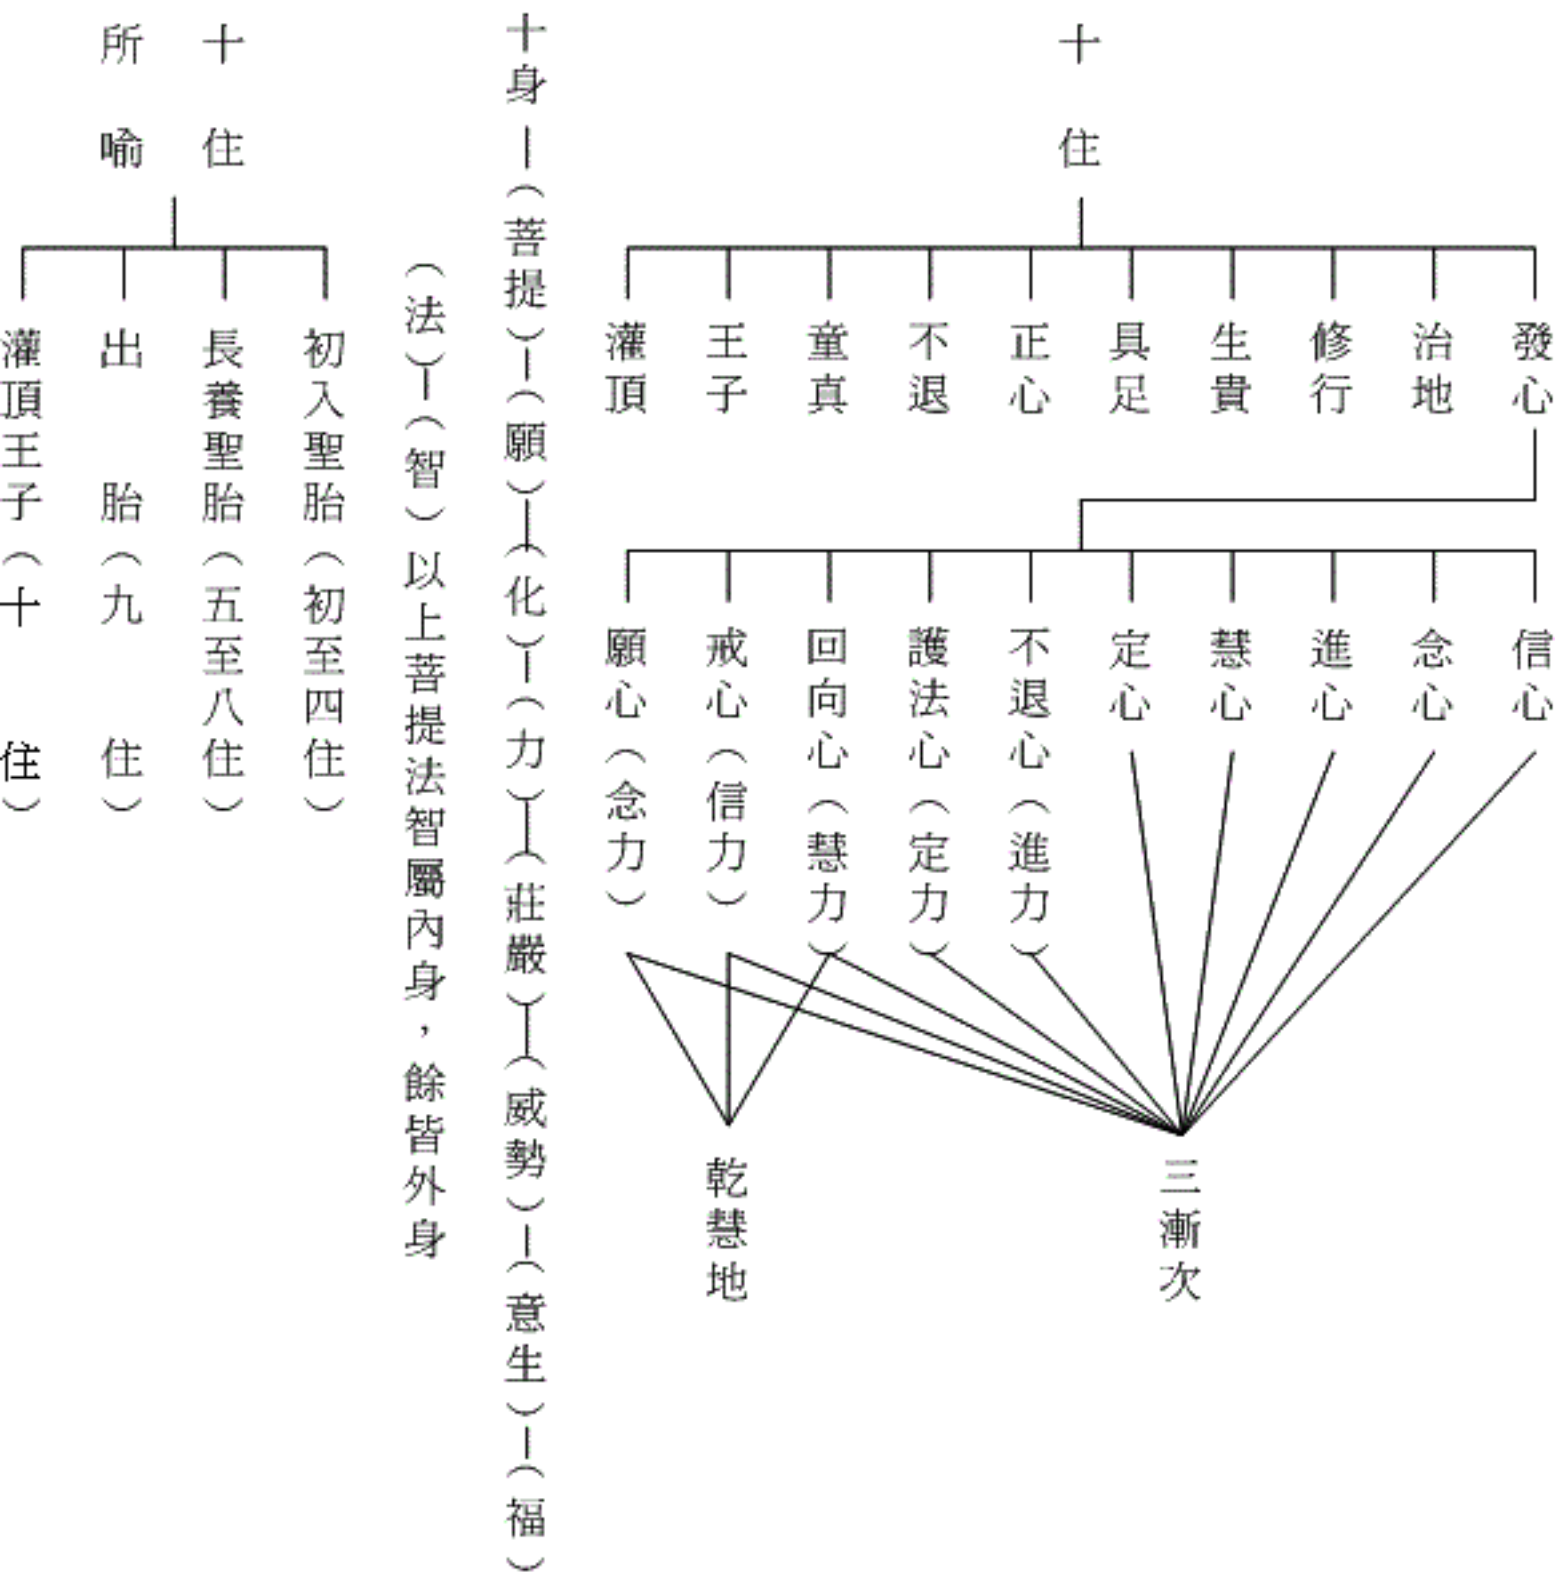 十住
發心
治地
修行
生貴
具足
正心
不退
童真
王子
灌頂
信心
念心
進心
慧心
定心
不退心（進力）
護法心（定力）
回向心（慧力）
戒心（信力）
願心（念力）
三漸次
乾慧地
十身—（菩提）—（願）—（化）—（力）—（莊嚴）—（威勢）—（意生）—（福）
（法）—（智）以上菩提法智屬內身，餘皆外身
十住
所喻
初入聖胎（初至四住）
長養聖胎（五至八住）
出胎（九住）
灌頂王子（十住）